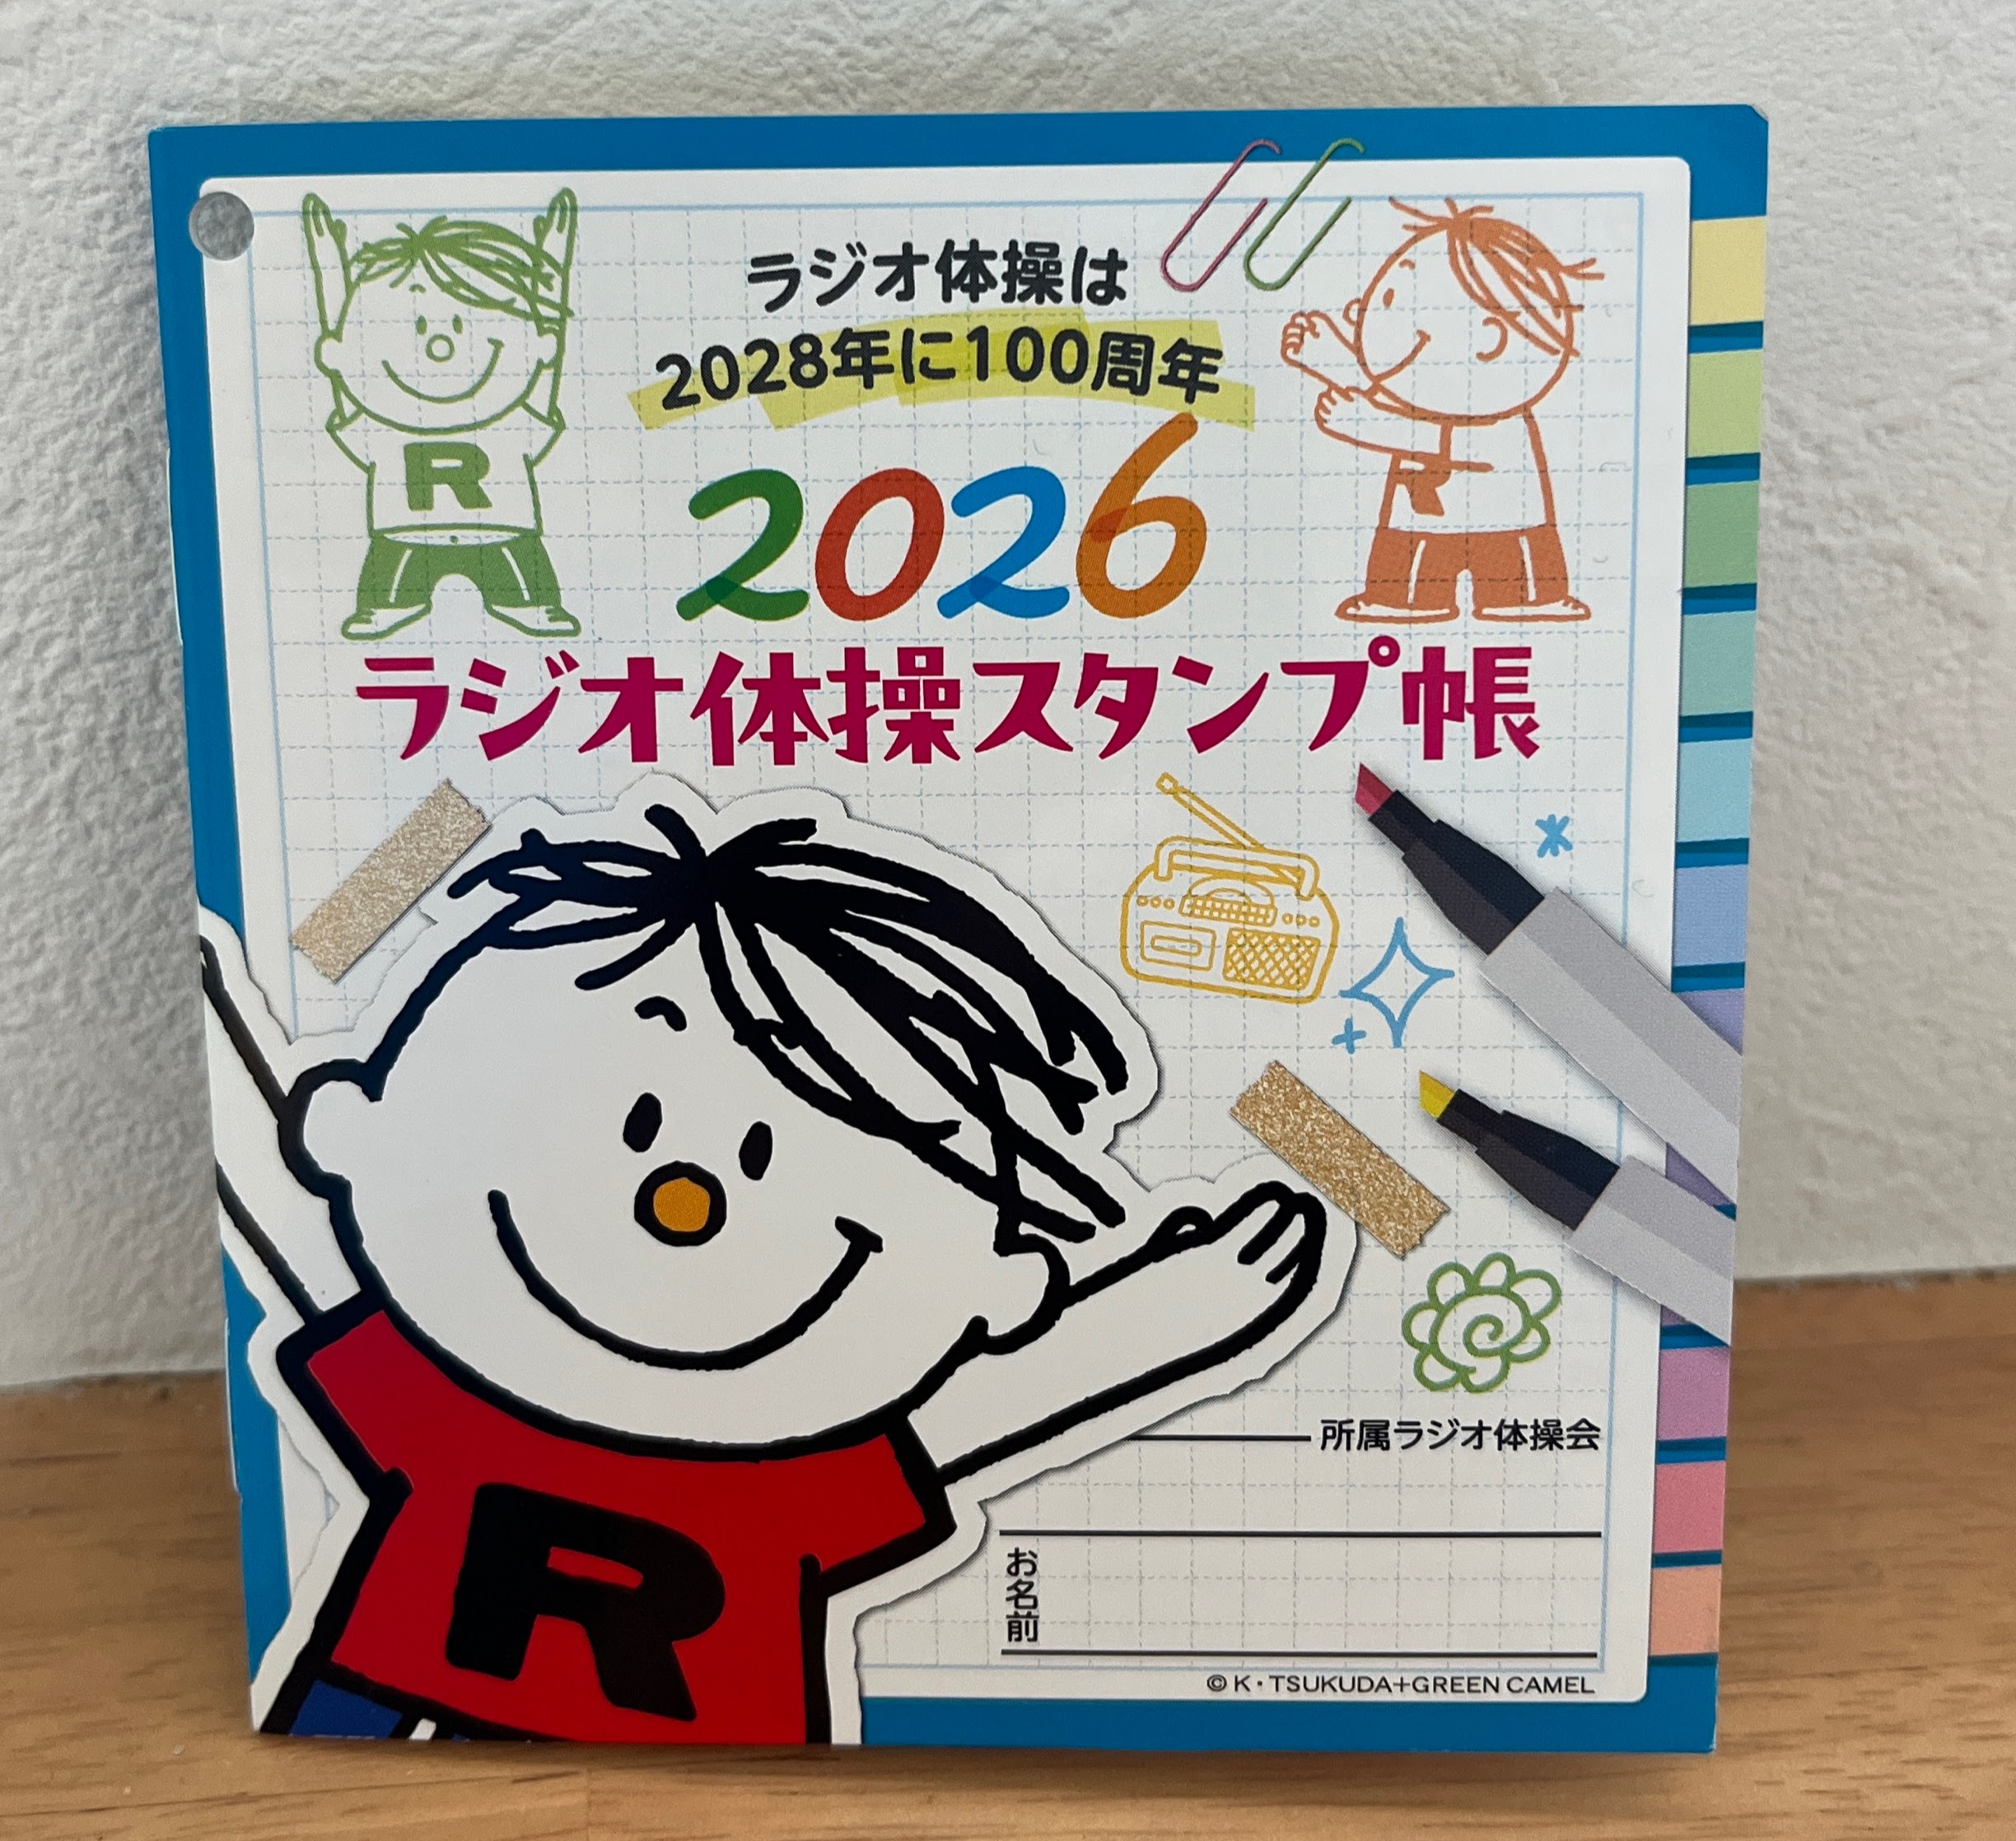 ラジオ体操は
2028年に100周年
2026
ラジオ体操スタンプ帳
R
R
R
所属ラジオ体操会
お名前
© K・TSUKUDA+GREEN CAMEL